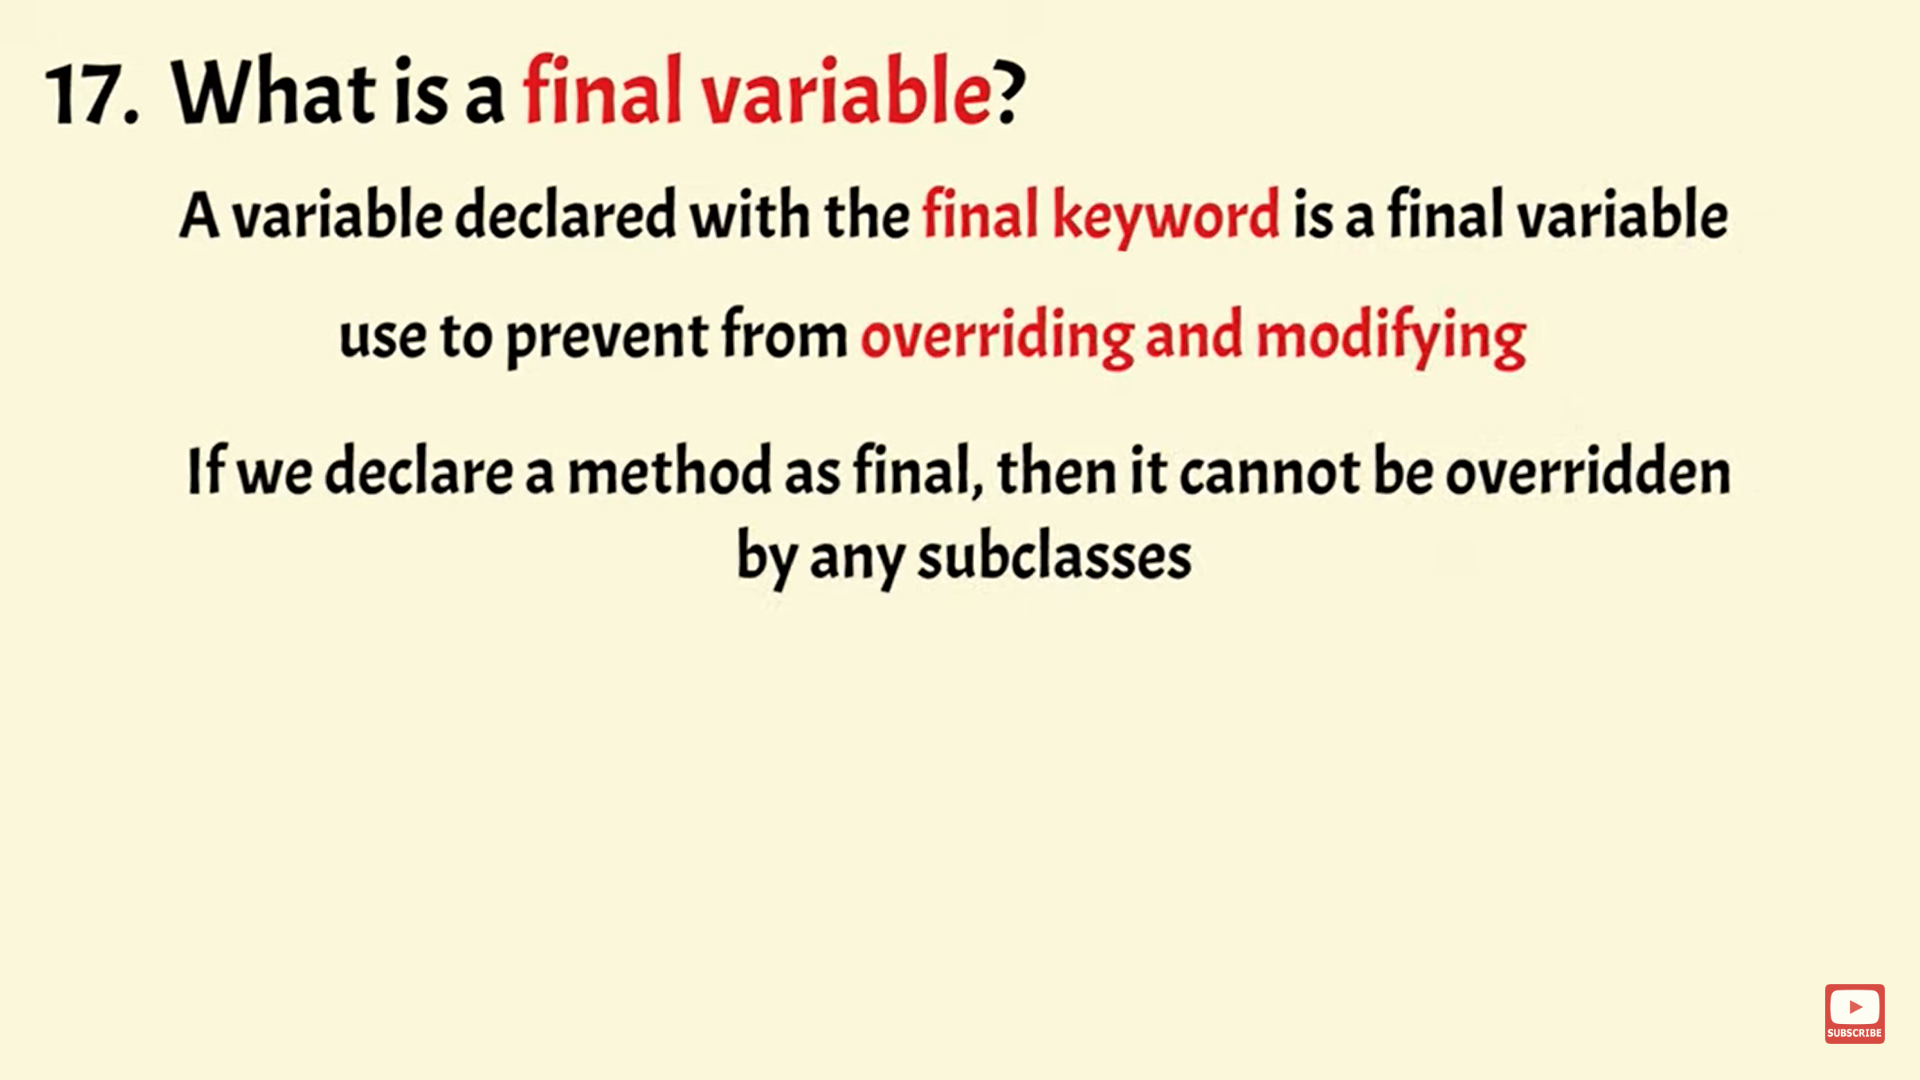 17. What is a final variable?
A variable declared with the final keyword is a final variable
use to prevent from overriding and modifying
If we declare a method as final, then it cannot be overridden
by any subclasses
SUBSCRIBE